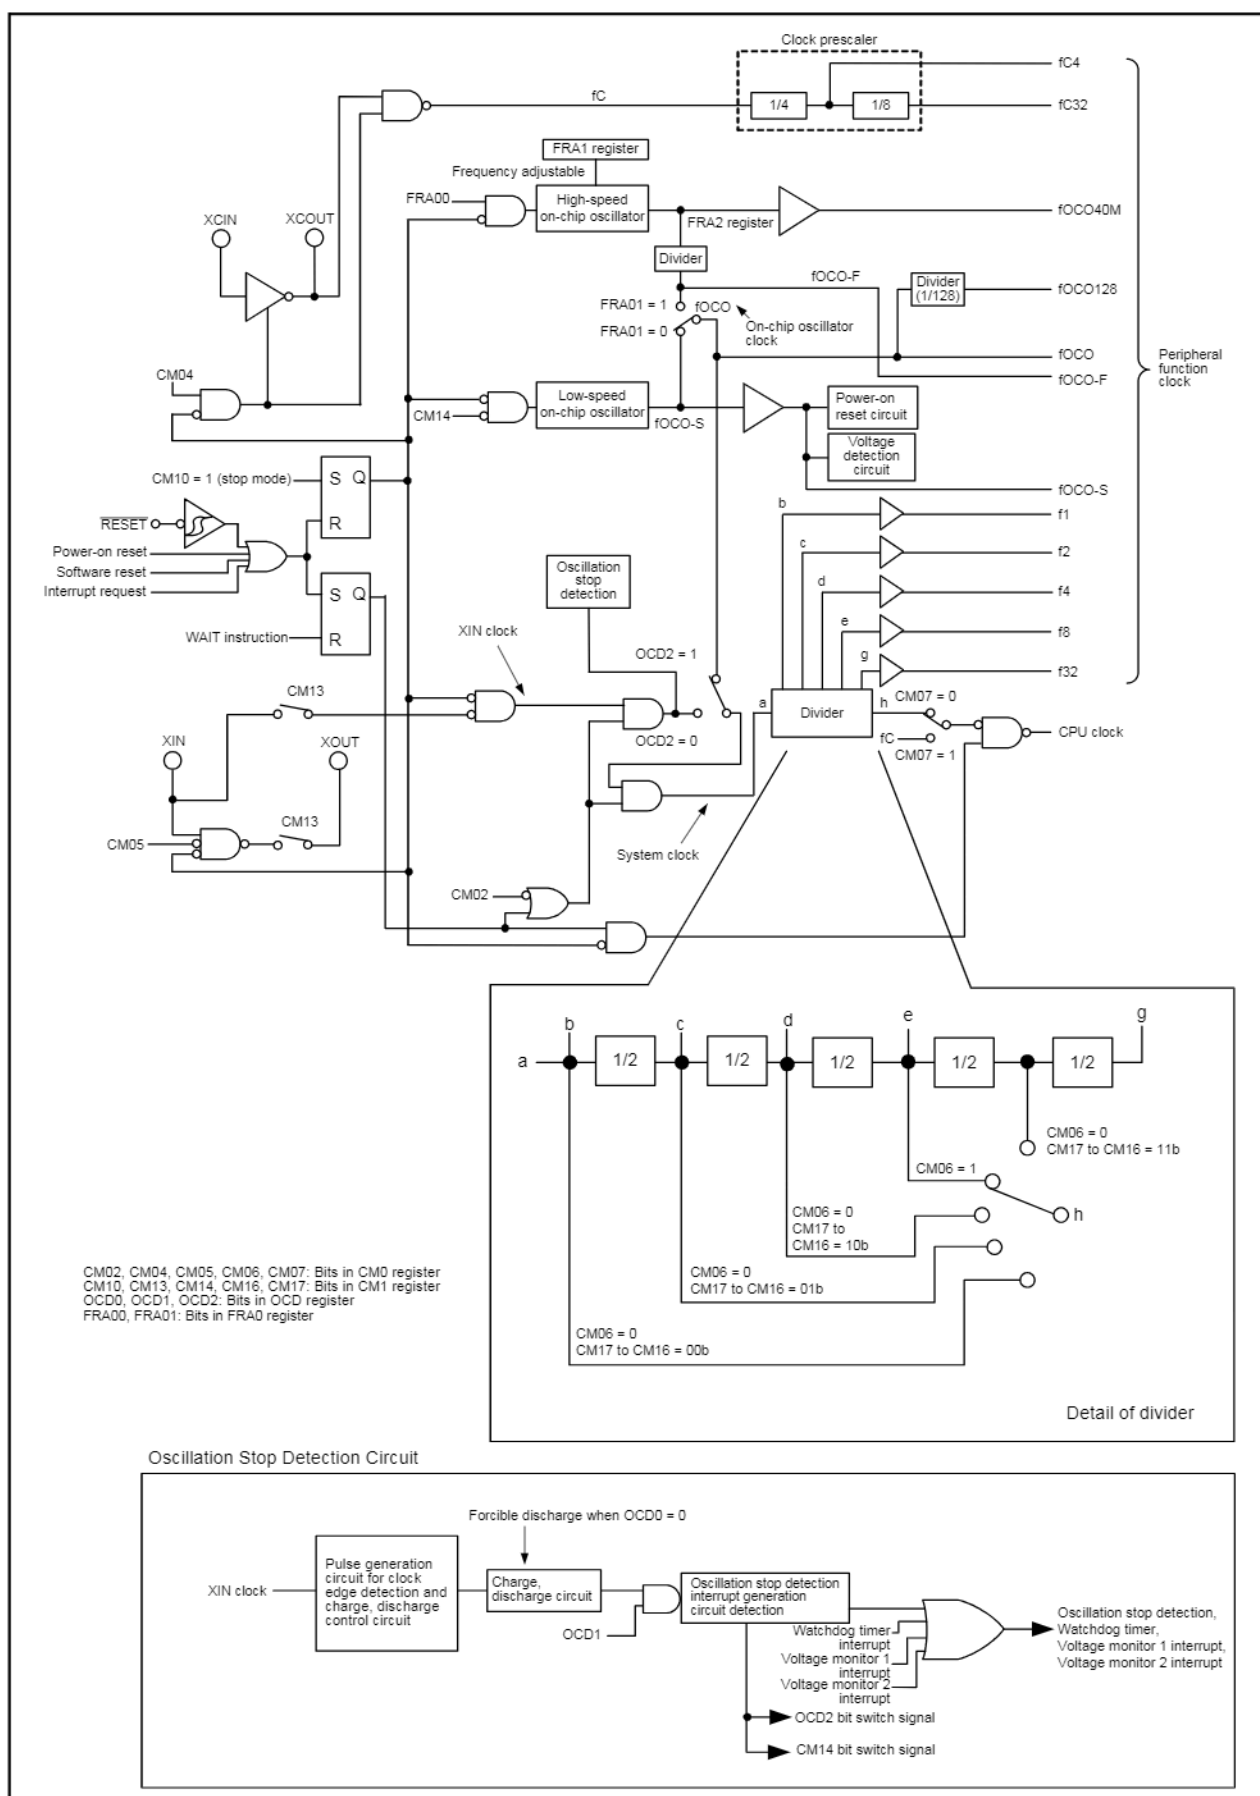 Clock prescaler
fC4
fC
1/4
1/8
fC32
FRA1 register
Frequency adjustable
FRA00
High-speed
on-chip oscillator
FRA2 register
fOCO40M
XCIN
XCOUT
Divider
fOCO-F
Divider
(1/128)
fOCO128
FRA01 = 1
fOCO
FRA01 = 0
On-chip oscillator
clock
fOCO
Peripheral
function
clock
fOCO-F
CM04
CM14
Low-speed
on-chip oscillator
fOCO-S
Power-on
reset circuit
Voltage
detection
circuit
fOCO-S
CM10 = 1 (stop mode)
S
Q
R
RESET
Power-on reset
Software reset
Interrupt request
S
Q
R
WAIT instruction
b
f1
c
f2
d
f4
e
f8
g
f32
Oscillation
stop
detection
XIN clock
OCD2 = 1
OCD2 = 0
a
Divider
h
CM07 = 0
fC
CM07 = 1
CPU clock
CM13
XIN
XOUT
CM13
CM05
System clock
CM02
b
c
d
e
g
a
1/2
1/2
1/2
1/2
1/2
CM06 = 0
CM17 to CM16 = 11b
CM06 = 1
CM06 = 0
CM17 to
CM16 = 10b
h
CM06 = 0
CM17 to CM16 = 01b
CM06 = 0
CM17 to CM16 = 00b
Detail of divider
CM02, CM04, CM05, CM06, CM07: Bits in CM0 register
CM10, CM13, CM14, CM16, CM17: Bits in CM1 register
OCD0, OCD1, OCD2: Bits in OCD register
FRA00, FRA01: Bits in FRA0 register
Oscillation Stop Detection Circuit
Forcible discharge when OCD0 = 0
XIN clock
Pulse generation
circuit for clock
edge detection and
charge, discharge
control circuit
Charge,
discharge circuit
OCD1
Oscillation stop detection
interrupt generation
circuit detection
Watchdog timer
interrupt
Voltage monitor 1
interrupt
Voltage monitor 2
interrupt
Oscillation stop detection,
Watchdog timer,
Voltage monitor 1 interrupt,
Voltage monitor 2 interrupt
OCD2 bit switch signal
CM14 bit switch signal